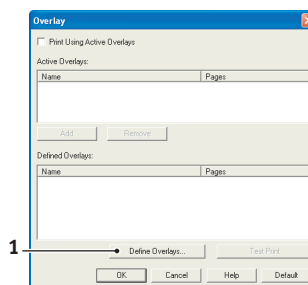 Overlay
Print Using Active Overlays
Active Overlays:
Name Pages
Add Remove
Defined Overlays:
Name Pages
1 Define Overlays... Test Print
OK Cancel Help Default